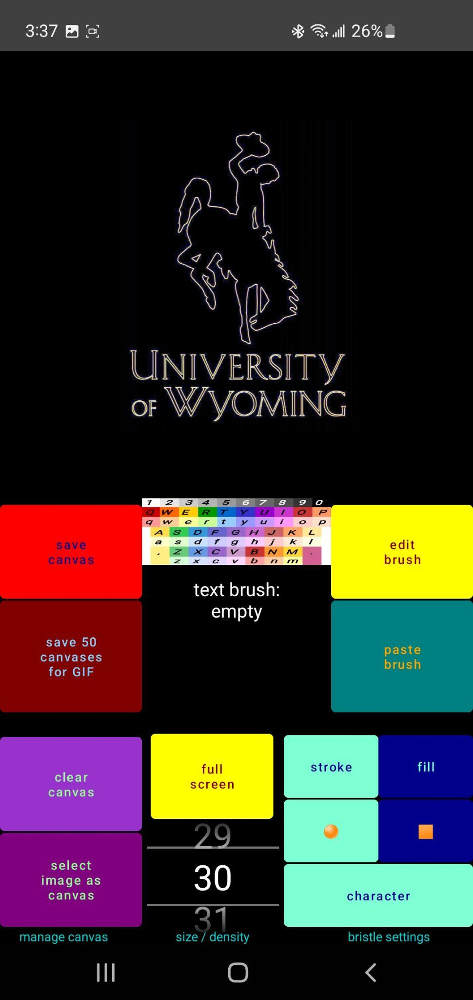 3:37 26%
UNIVERSITY
OF WYOMING
1 2 3 4 5 6 7 8 9 0
Q W E R T Y U I O P
q w e r t y u i o p
A S D F G H J K L
a s d f g h j k l
, Z X C V B N M .
z x c v b n m
save
canvas
edit
brush
text brush:
empty
save 50
canvases
for GIF
paste
brush
clear
canvas
full
screen
stroke
fill
29
30
31
select
image as
canvas
character
manage canvas
size / density
bristle settings